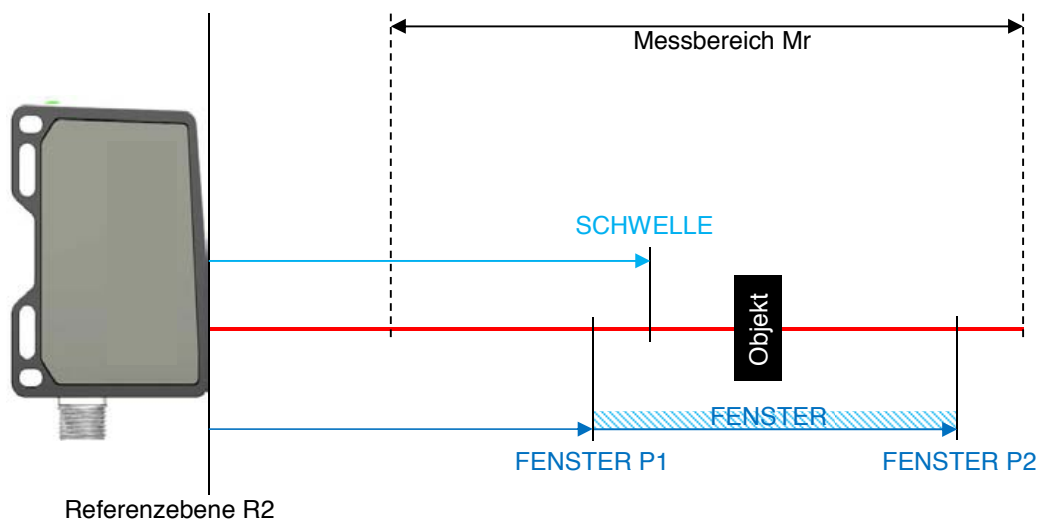 Messbereich Mr
SCHWELLE
Objekt
FENSTER
FENSTER P1
FENSTER P2
Referenzebene R2